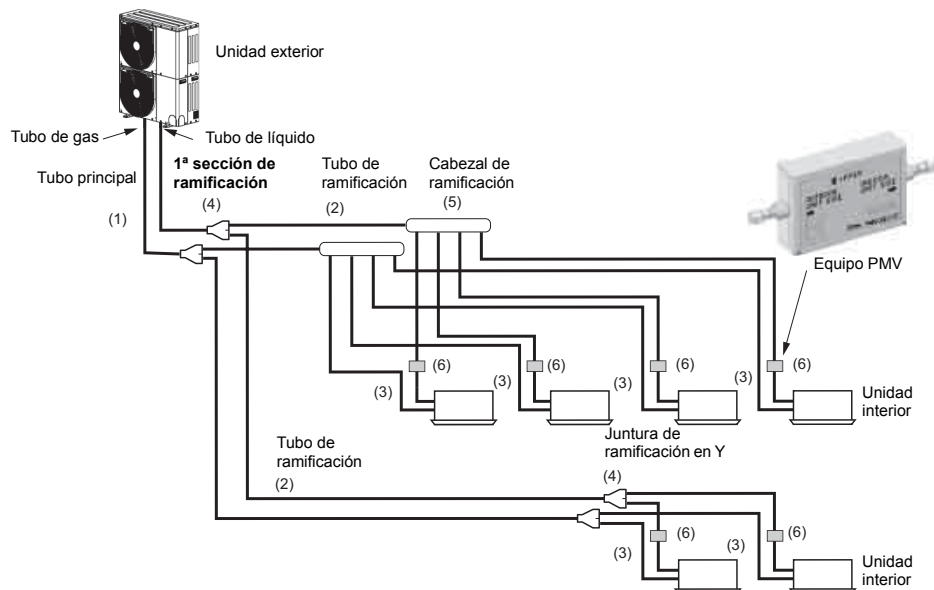 Unidad exterior
Tubo de gas
Tubo de líquido
Tubo principal
1ª sección de
ramificación
Tubo de
ramificación
Cabezal de
ramificación
(1)
(4)
(2)
(5)
Equipo PMV
(6)
(6)
(6)
(6)
(3)
(3)
(3)
(3)
Unidad
interior
Tubo de
ramificación
(2)
Juntura de
ramificación en Y
(4)
(6)
(6)
(3)
(3)
Unidad
interior